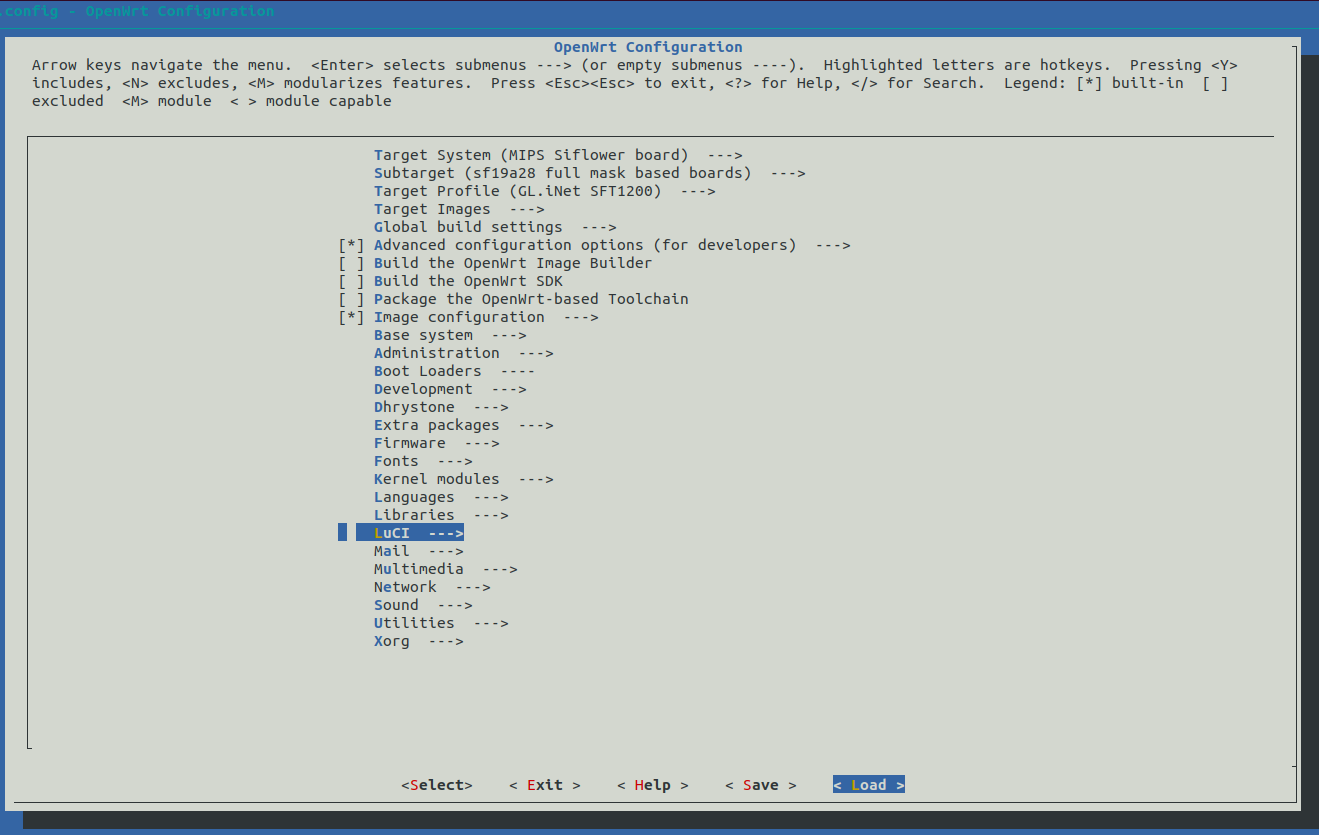 .config - OpenWrt Configuration
OpenWrt Configuration
Arrow keys navigate the menu.  <Enter> selects submenus ---> (or empty submenus ----).  Highlighted letters are hotkeys.  Pressing <Y>
includes, <N> excludes, <M> modularizes features.  Press <Esc><Esc> to exit, <?> for Help, </> for Search.  Legend: [*] built-in  [ ]
excluded  <M> module  < > module capable
Target System (MIPS Siflower board)  --->
Subtarget (sf19a28 full mask based boards)  --->
Target Profile (GL.iNet SFT1200)  --->
Target Images  --->
Global build settings  --->
[*] Advanced configuration options (for developers)  --->
[ ] Build the OpenWrt Image Builder
[ ] Build the OpenWrt SDK
[ ] Package the OpenWrt-based Toolchain
[*] Image configuration  --->
Base system  --->
Administration  --->
Boot Loaders  ----
Development  --->
Dhrystone  --->
Extra packages  --->
Firmware  --->
Fonts  --->
Kernel modules  --->
Languages  --->
Libraries  --->
LuCI  --->
Mail  --->
Multimedia  --->
Network  --->
Sound  --->
Utilities  --->
Xorg  --->
<Select>    < Exit >    < Help >    < Save >    < Load >